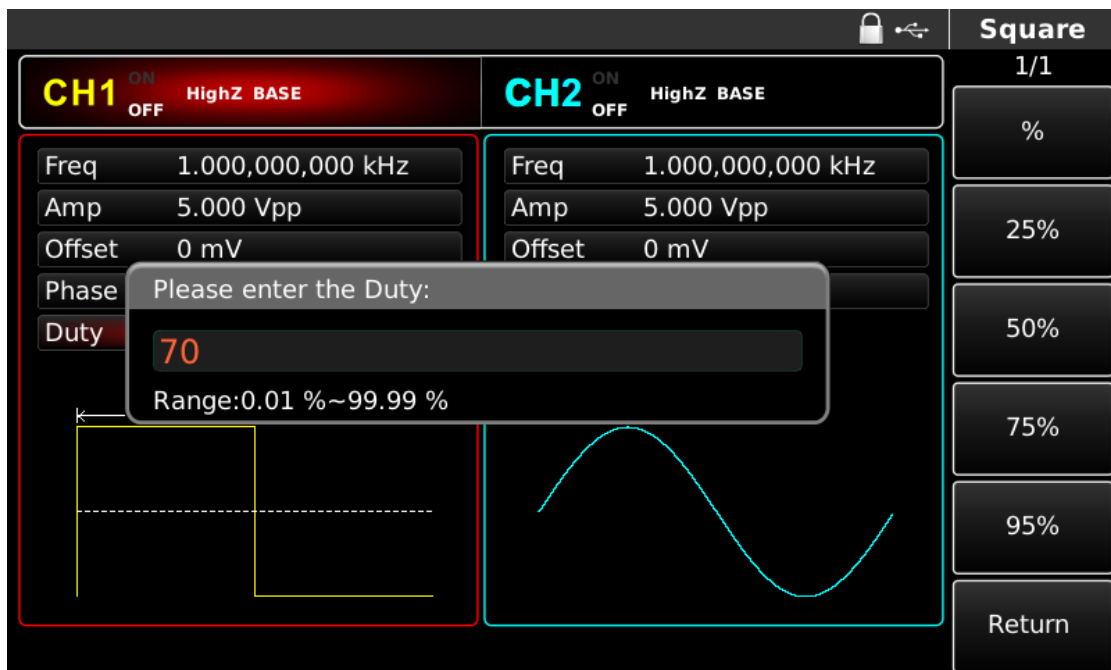 Square
1/1
CH1 ON OFF HighZ BASE
CH2 ON OFF HighZ BASE
Freq 1.000,000,000 kHz
Amp 5.000 Vpp
Offset 0 mV
Phase
Duty
Freq 1.000,000,000 kHz
Amp 5.000 Vpp
Offset 0 mV
Please enter the Duty:
70
Range:0.01 %~99.99 %
%
25%
50%
75%
95%
Return